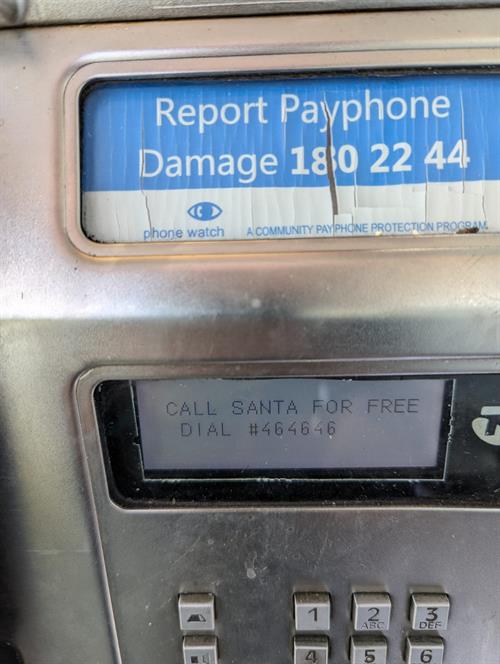 Report Payphone
Damage 180 22 44
phone watch A COMMUNITY PAYPHONE PROTECTION PROGRAM
CALL SANTA FOR FREE
DIAL #464646
1 2 3
ABC DEF
4 5 6